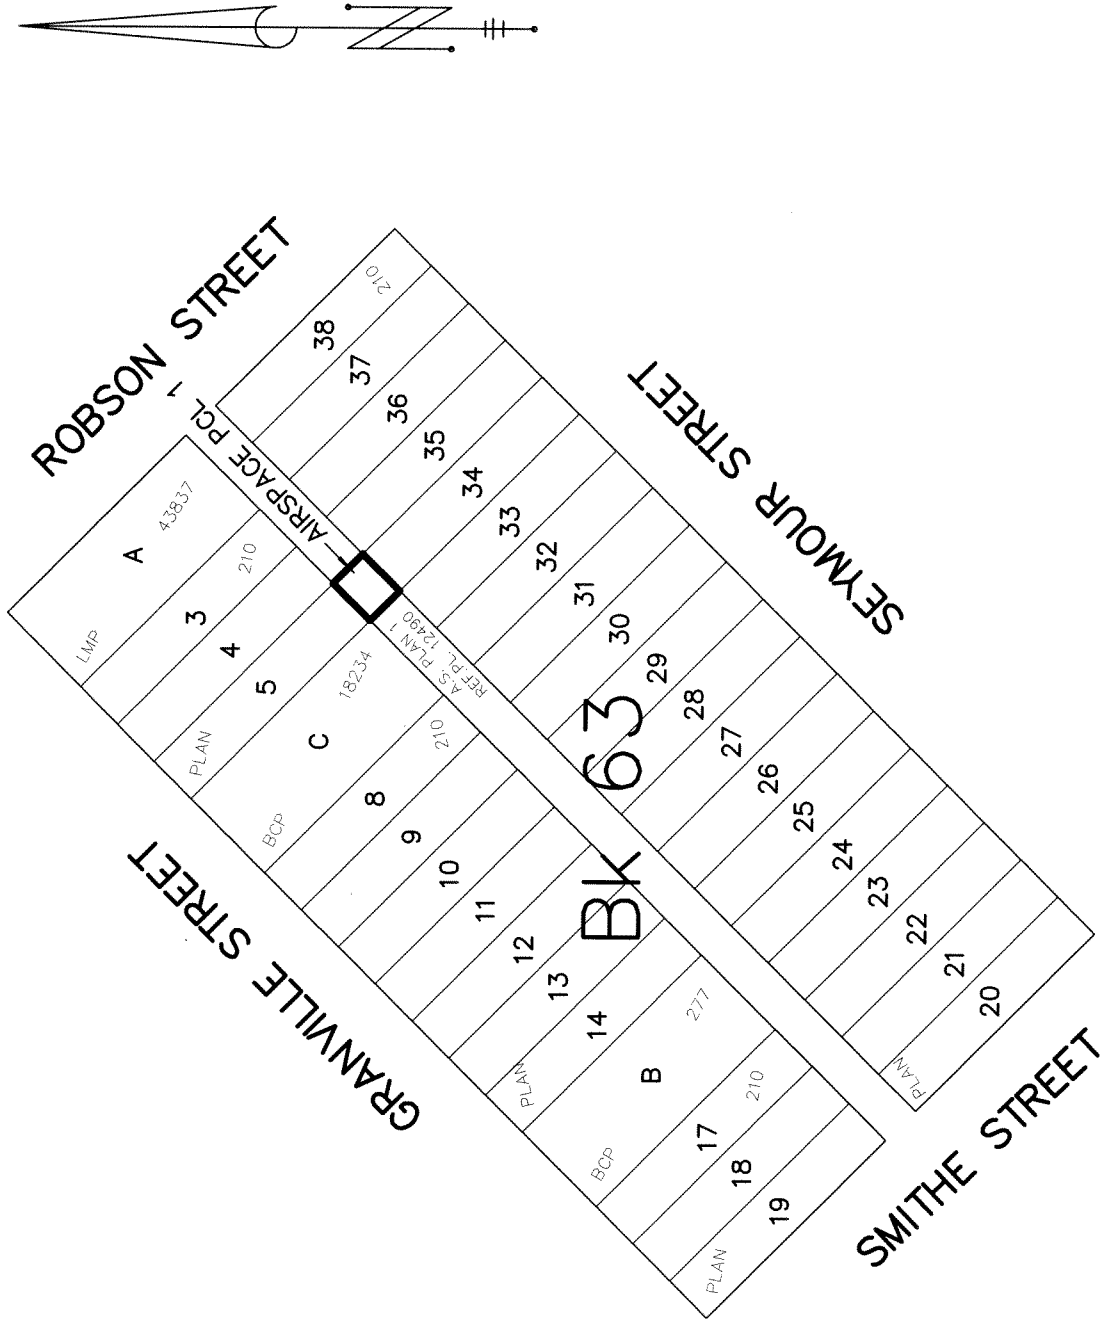 N
ROBSON STREET
AIRSPACE PCL 1
SEYMOUR STREET
GRANVILLE STREET
SMITHE STREET
Blk 63
A.S. PLAN 1
REF.PL. 12490
LMP
A
43837
3
210
4
PLAN
5
BCP
C
18234
8
210
9
10
11
12
13
PLAN
14
BCP
B
277
17
210
18
PLAN
19
38
210
37
36
35
34
33
32
31
30
29
28
27
26
25
24
23
22
21
PLAN
20